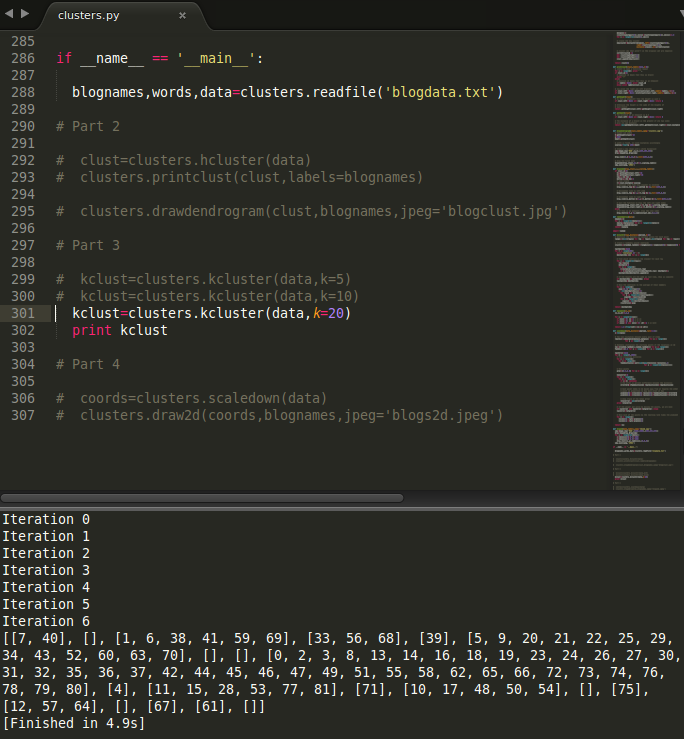 clusters.py ×
285
286 if __name__ == '__main__':
287
288 blognames,words,data=clusters.readfile('blogdata.txt')
289
290 # Part 2
291
292 #  clust=clusters.hcluster(data)
293 #  clusters.printclust(clust,labels=blognames)
294
295 #  clusters.drawdendrogram(clust,blognames,jpeg='blogclust.jpg')
296
297 # Part 3
298
299 #  kclust=clusters.kcluster(data,k=5)
300 #  kclust=clusters.kcluster(data,k=10)
301 kclust=clusters.kcluster(data,k=20)
302 print kclust
303
304 # Part 4
305
306 #  coords=clusters.scaledown(data)
307 #  clusters.draw2d(coords,blognames,jpeg='blogs2d.jpeg')
Iteration 0
Iteration 1
Iteration 2
Iteration 3
Iteration 4
Iteration 5
Iteration 6
[[7, 40], [], [1, 6, 38, 41, 59, 69], [33, 56, 68], [39], [5, 9, 20, 21, 22, 25, 29,
34, 43, 52, 60, 63, 70], [], [], [0, 2, 3, 8, 13, 14, 16, 18, 19, 23, 24, 26, 27, 30,
31, 32, 35, 36, 37, 42, 44, 45, 46, 47, 49, 51, 55, 58, 62, 65, 66, 72, 73, 74, 76,
78, 79, 80], [4], [11, 15, 28, 53, 77, 81], [71], [10, 17, 48, 50, 54], [], [75],
[12, 57, 64], [], [67], [61], []]
[Finished in 4.9s]